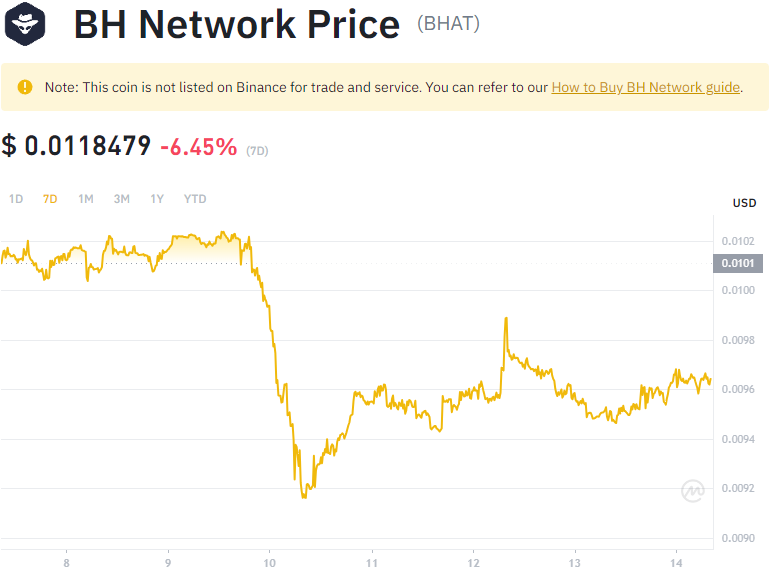 BH Network Price (BHAT)
Note: This coin is not listed on Binance for trade and service. You can refer to our How to Buy BH Network guide.
$ 0.0118479 -6.45% (7D)
1D 7D 1M 3M 1Y YTD
USD
0.0102
0.0101
0.0100
0.0098
0.0096
0.0094
0.0092
0.0090
8 9 10 11 12 13 14